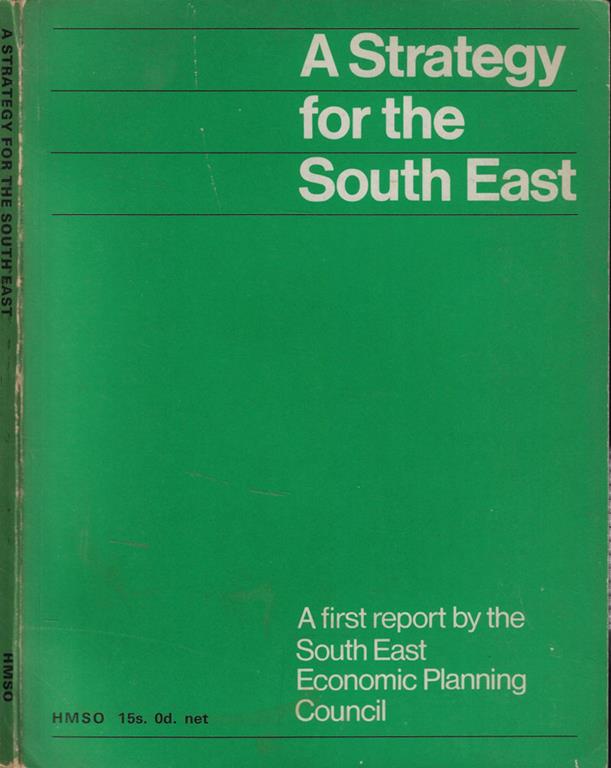 A STRATEGY FOR THE SOUTH EAST
HMSO
A Strategy
for the
South East
A first report by the
South East
Economic Planning
Council
HMSO 15s. 0d. net